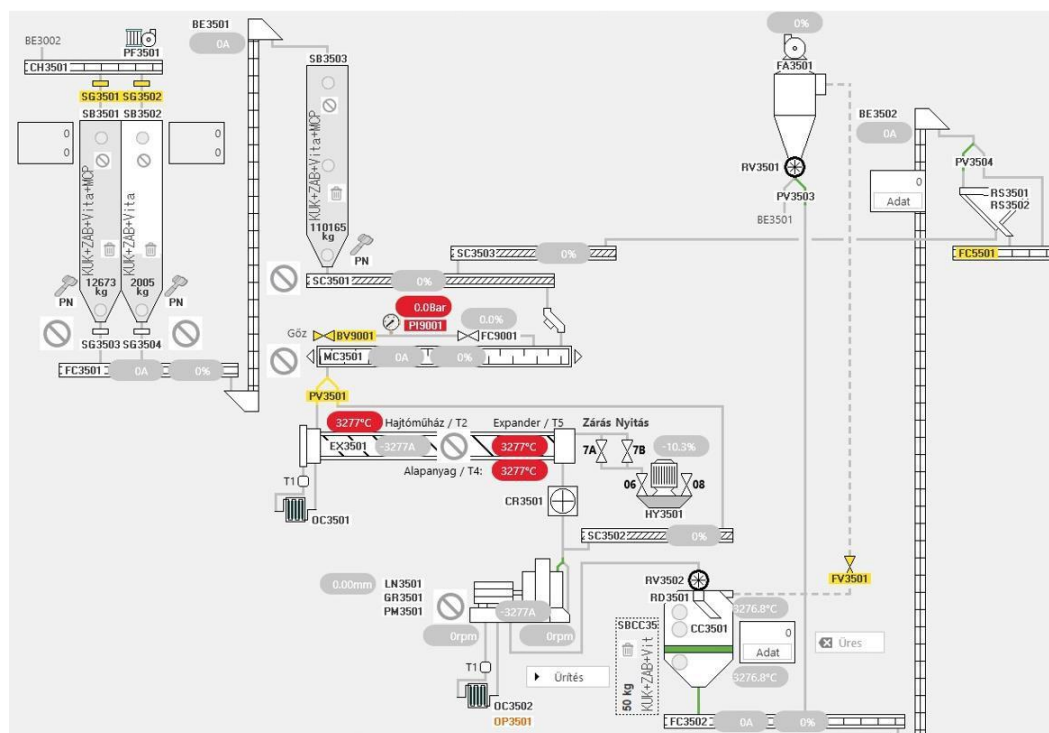 BE3501
0A
BE3002
PF3501
CH3501
SG3501
SG3502
SB3501
SB3502
0
0
0
0
KUK+ZAB+Vita+MCP
KUK+ZAB+Vita
12673
kg
2005
kg
PN
PN
SG3503
SG3504
FC3501
0A
0%
SB3503
KUK+ZAB+Vita+MCP
110165
kg
PN
SC3501
0%
SC3503
0%
0.0Bar
PI9001
Gőz
BV9001
0.0%
FC9001
MC3501
0A
0%
PV3501
3277°C
Hajtóműház / T2
Expander / T5
EX3501
-3277A
3277°C
Alapanyag / T4:
3277°C
Zárás Nyitás
7A
7B
-10.3%
06
08
HY3501
T1
OC3501
CR3501
SC3502
0%
0.00mm
LN3501
GR3501
PM3501
-3277A
0rpm
0rpm
T1
OC3502
OP3501
Ürítés
0%
FA3501
RV3501
PV3503
BE3501
BE3502
0A
0
Adat
PV3504
RS3501
RS3502
FC5501
FV3501
RV3502
RD3501
3276.8°C
SBCC35
CC3501
50 kg
KUK+ZAB+Vit
0
Adat
3276.8°C
Üres
FC3502
0A
0%